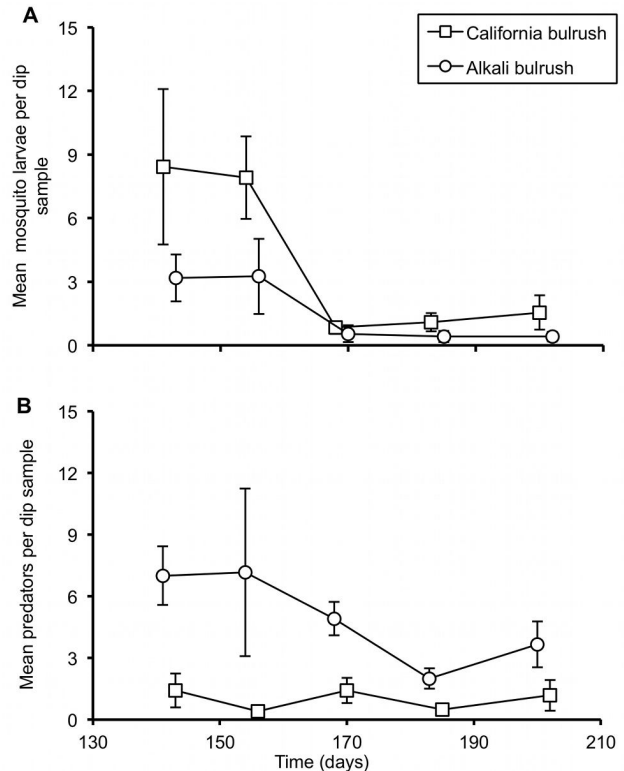 A
15
California bulrush
Alkali bulrush
12
9
6
3
0
Mean mosquito larvae per dip
sample
B
15
12
9
6
3
0
Mean predators per dip sample
130 150 170 190 210
Time (days)